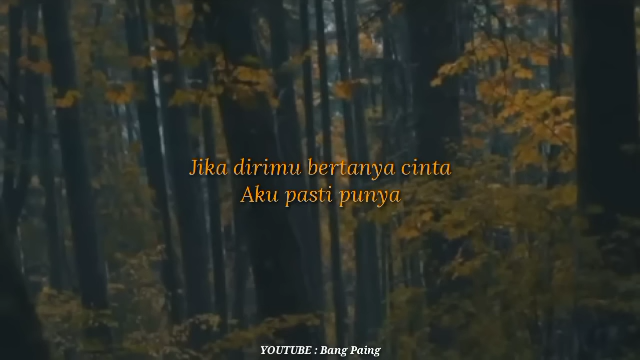 Jika dirimu bertanya cinta
Aku pasti punya
YOUTUBE : Bang Paing